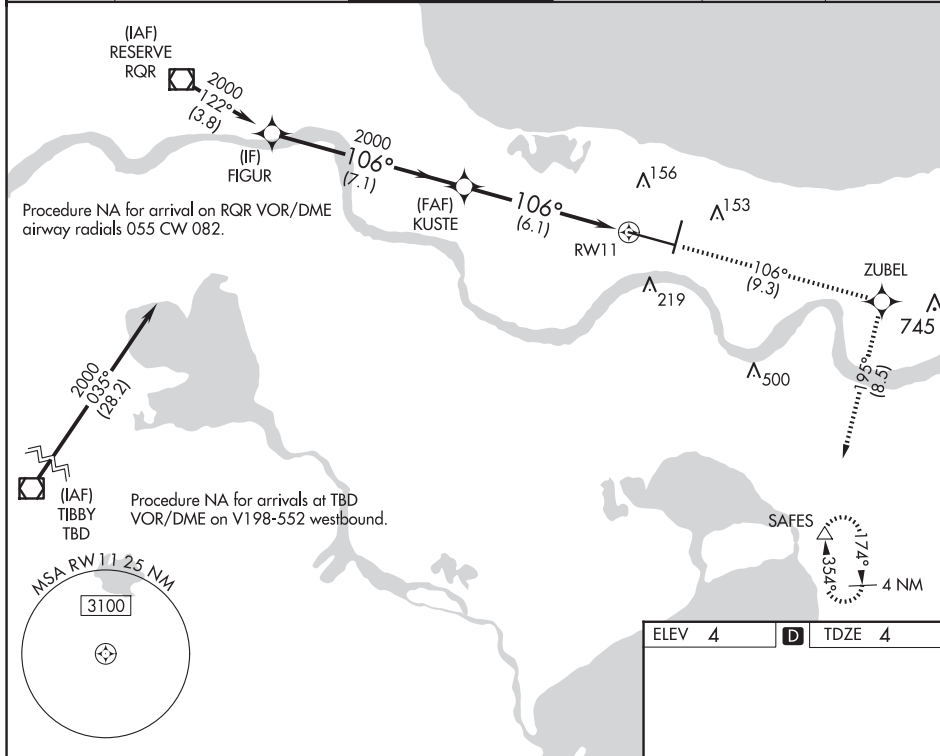 (IAF)
RESERVE
RQR
2000
122°
(3.8)
(IF)
FIGUR
2000
106°
(7.1)
(FAF)
KUSTE
106°
(6.1)
RW11
156
153
219
106°
(9.3)
ZUBEL
745
500
195°
(8.5)
Procedure NA for arrival on RQR VOR/DME
airway radials 055 CW 082.
2000
035°
(28.2)
(IAF)
TIBBY
TBD
Procedure NA for arrivals at TBD
VOR/DME on V198-552 westbound.
SAFES
354°
174°
4 NM
MSA RW11 25 NM
3100
ELEV 4 D TDZE 4